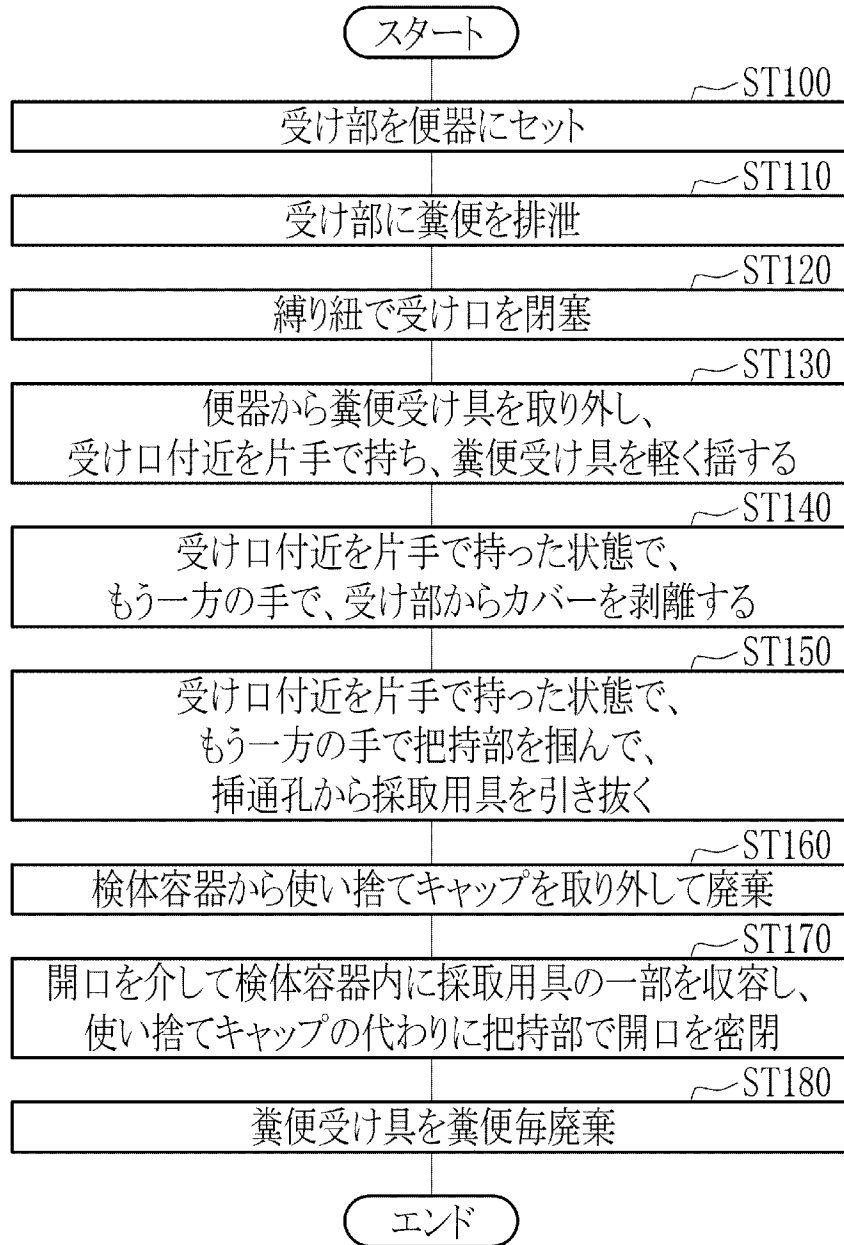 スタート
ST100
受け部を便器にセット
ST110
受け部に糞便を排泄
ST120
縛り紐で受け口を閉塞
ST130
便器から糞便受け具を取り外し、
受け口付近を片手で持ち、糞便受け具を軽く揺する
ST140
受け口付近を片手で持った状態で、
もう一方の手で、受け部からカバーを剥離する
ST150
受け口付近を片手で持った状態で、
もう一方の手で把持部を掴んで、
挿通孔から採取用具を引き抜く
ST160
検体容器から使い捨てキャップを取り外して廃棄
ST170
開口を介して検体容器内に採取用具の一部を収容し、
使い捨てキャップの代わりに把持部で開口を密閉
ST180
糞便受け具を糞便毎廃棄
エンド